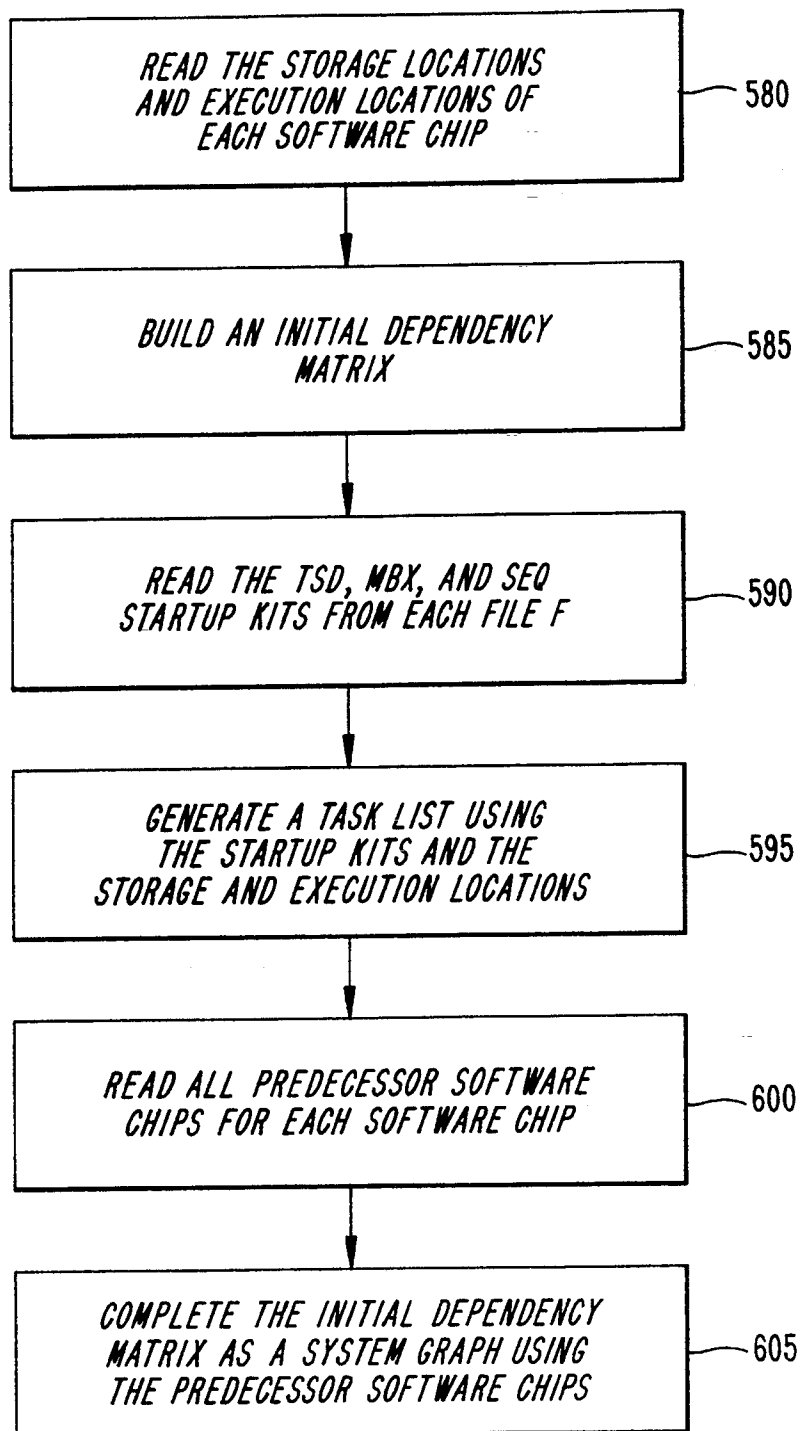 READ THE STORAGE LOCATIONS
AND EXECUTION LOCATIONS OF
EACH SOFTWARE CHIP
580
BUILD AN INITIAL DEPENDENCY
MATRIX
585
READ THE TSD, MBX, AND SEQ
STARTUP KITS FROM EACH FILE F
590
GENERATE A TASK LIST USING
THE STARTUP KITS AND THE
STORAGE AND EXECUTION LOCATIONS
595
READ ALL PREDECESSOR SOFTWARE
CHIPS FOR EACH SOFTWARE CHIP
600
COMPLETE THE INITIAL DEPENDENCY
MATRIX AS A SYSTEM GRAPH USING
THE PREDECESSOR SOFTWARE CHIPS
605